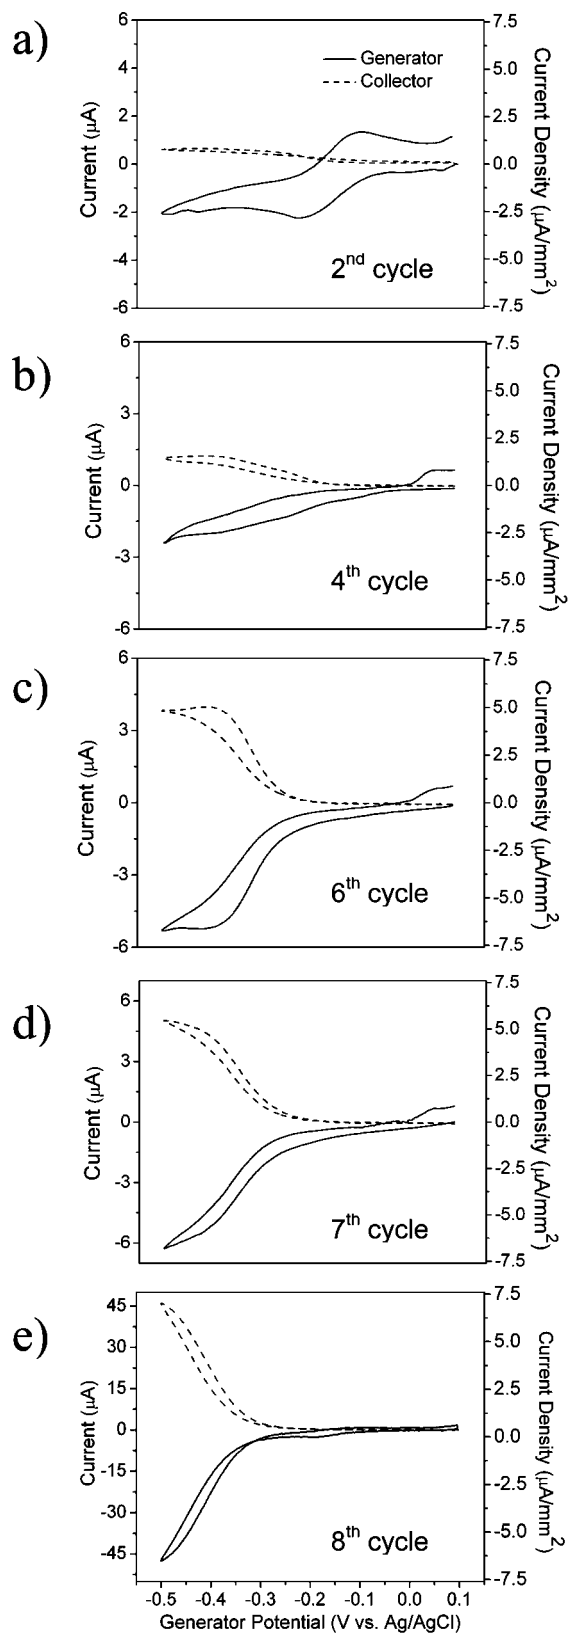 a)
6
4
2
0
-2
-4
-6
Current (μA)
Generator
Collector
2nd cycle
7.5
5.0
2.5
0.0
-2.5
-5.0
-7.5
Current Density (μA/mm2)
b)
6
3
0
-3
-6
Current (μA)
4th cycle
7.5
5.0
2.5
0.0
-2.5
-5.0
-7.5
Current Density (μA/mm2)
c)
6
3
0
-3
-6
Current (μA)
6th cycle
7.5
5.0
2.5
0.0
-2.5
-5.0
-7.5
Current Density (μA/mm2)
d)
6
3
0
-3
-6
Current (μA)
7th cycle
7.5
5.0
2.5
0.0
-2.5
-5.0
-7.5
Current Density (μA/mm2)
e)
45
30
15
0
-15
-30
-45
Current (μA)
8th cycle
7.5
5.0
2.5
0.0
-2.5
-5.0
-7.5
Current Density (μA/mm2)
-0.5 -0.4 -0.3 -0.2 -0.1 0.0 0.1
Generator Potential (V vs. Ag/AgCl)